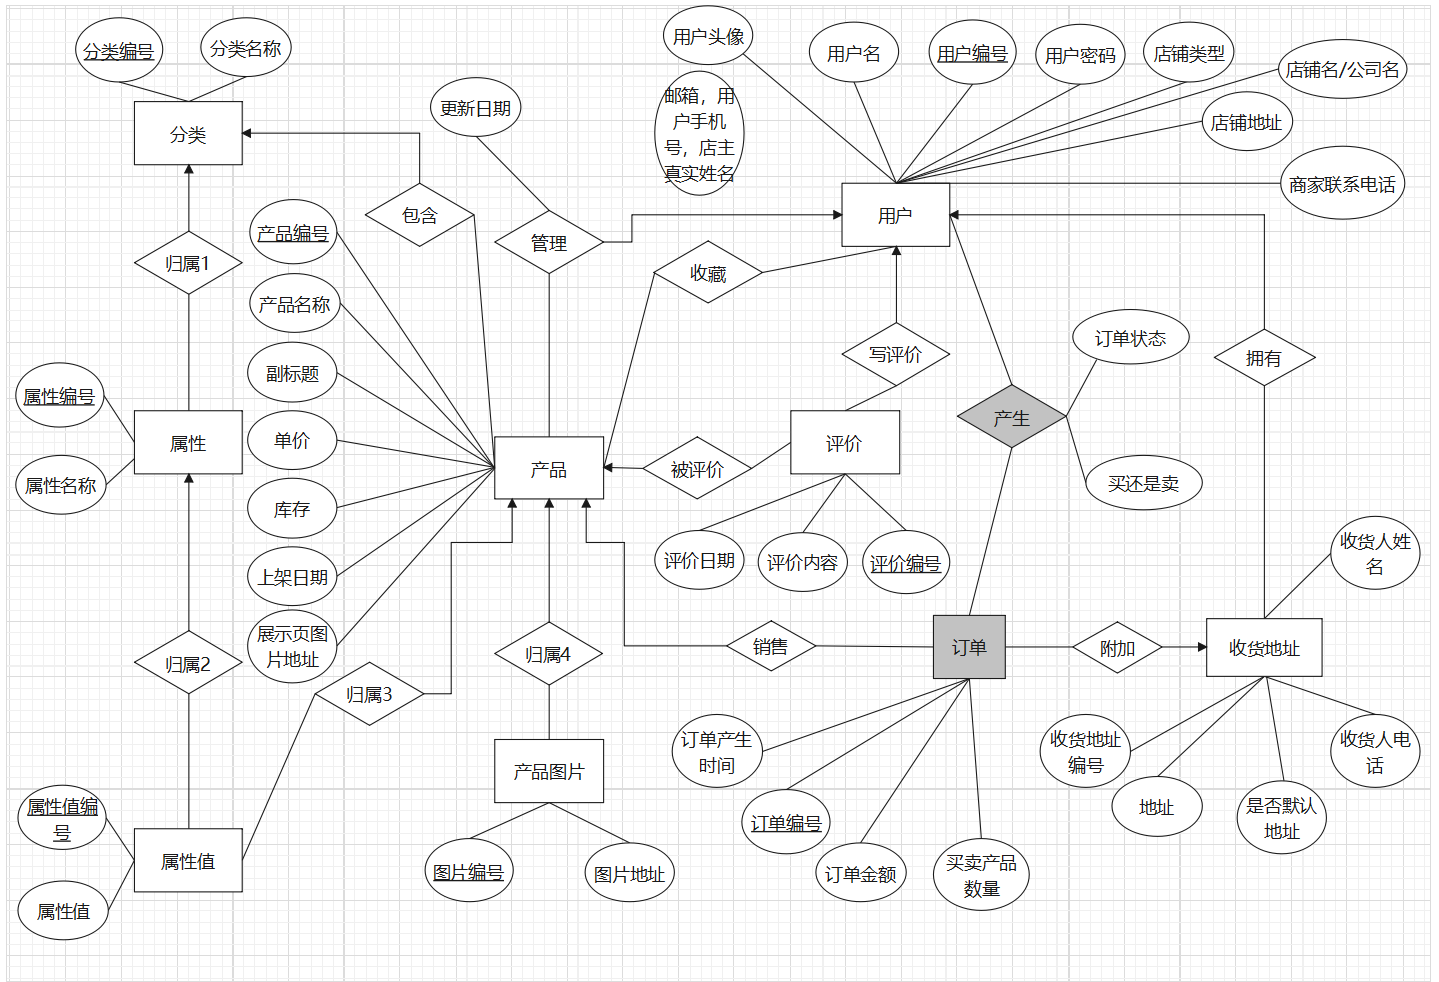 用户头像
用户名
用户编号
用户密码
店铺类型
店铺名/公司名
分类编号
分类名称
更新日期
邮箱，用
户手机
号，店主
真实姓名
店铺地址
商家联系电话
分类
包含
用户
产品编号
管理
归属1
收藏
产品名称
订单状态
写评价
拥有
副标题
属性编号
产生
单价
属性
评价
产品
被评价
属性名称
买还是卖
库存
收货人姓
名
评价日期
评价内容
评价编号
上架日期
展示页图
片地址
归属2
归属4
销售
订单
附加
收货地址
归属3
订单产生
时间
收货地址
编号
收货人电
话
产品图片
属性值编
号
地址
是否默认
地址
订单编号
属性值
图片编号
图片地址
订单金额
买卖产品
数量
属性值